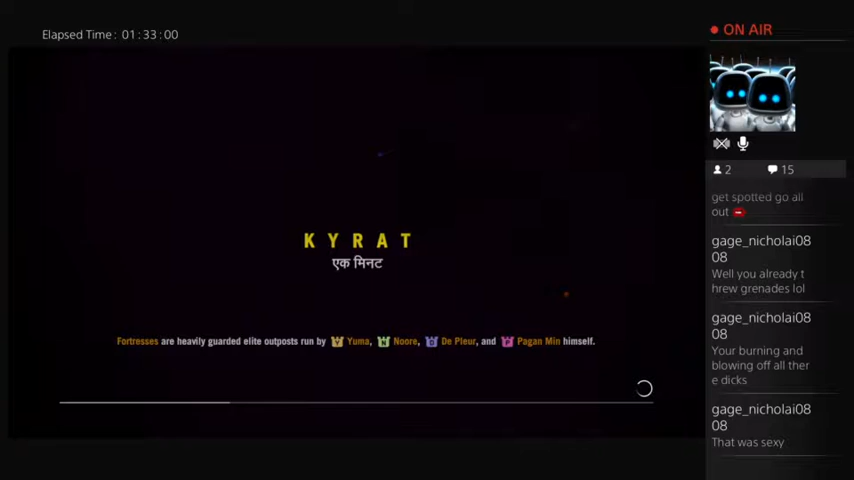 Elapsed Time: 01:33:00
ON AIR
2
15
get spotted go all
out
gage_nicholai08
08
Well you already t
hrew grenades lol
gage_nicholai08
08
Your burning and
blowing off all ther
e dicks
gage_nicholai08
08
That was sexy
KYRAT
एक मिनट
Fortresses are heavily guarded elite outposts run by Y Yuma, N Noore, D De Pleur, and P Pagan Min himself.